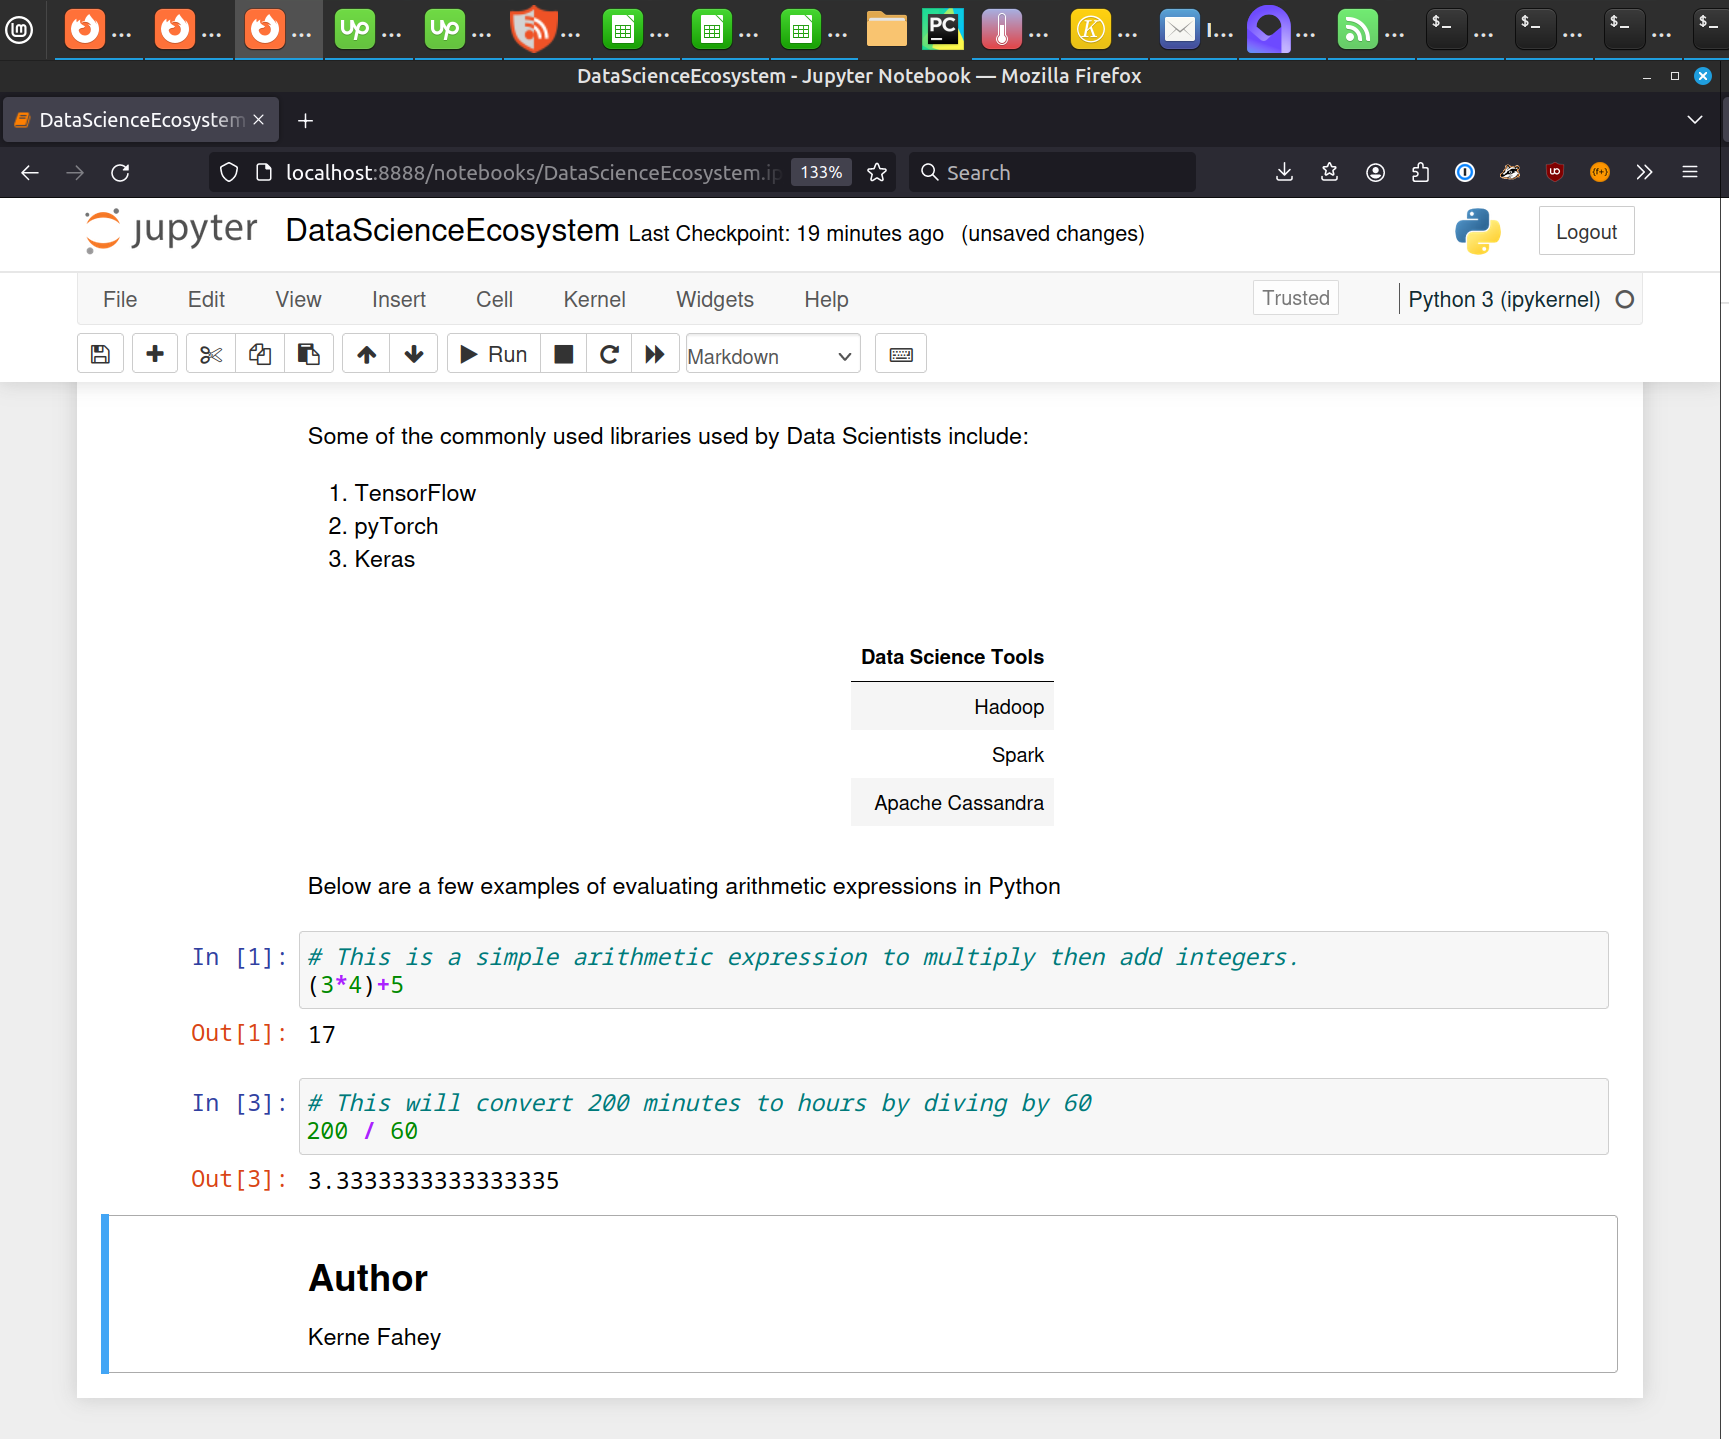 DataScienceEcosystem - Jupyter Notebook — Mozilla Firefox
DataScienceEcosystem
localhost:8888/notebooks/DataScienceEcosystem.ip 133% Search
jupyter DataScienceEcosystem Last Checkpoint: 19 minutes ago (unsaved changes) Logout
File Edit View Insert Cell Kernel Widgets Help Trusted Python 3 (ipykernel)
Run Markdown
Some of the commonly used libraries used by Data Scientists include:
1. TensorFlow
2. pyTorch
3. Keras
Data Science Tools
Hadoop
Spark
Apache Cassandra
Below are a few examples of evaluating arithmetic expressions in Python
In [1]: # This is a simple arithmetic expression to multiply then add integers.
(3*4)+5
Out[1]: 17
In [3]: # This will convert 200 minutes to hours by diving by 60
200 / 60
Out[3]: 3.3333333333333335
Author
Kerne Fahey